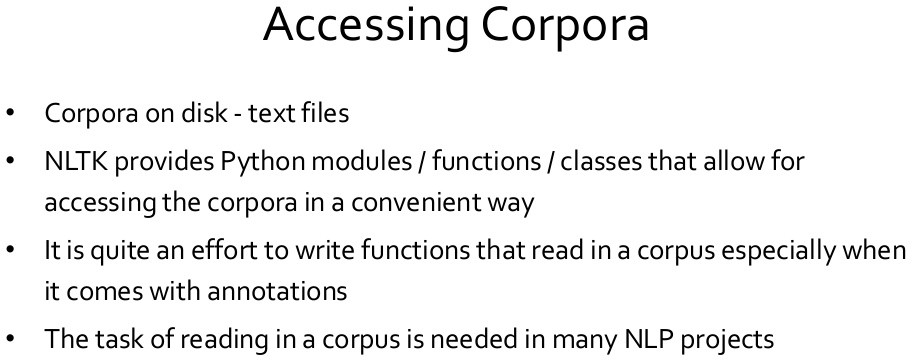 Accessing Corpora
• Corpora on disk - text files
• NLTK provides Python modules / functions / classes that allow for
accessing the corpora in a convenient way
• It is quite an effort to write functions that read in a corpus especially when
it comes with annotations
• The task of reading in a corpus is needed in many NLP projects